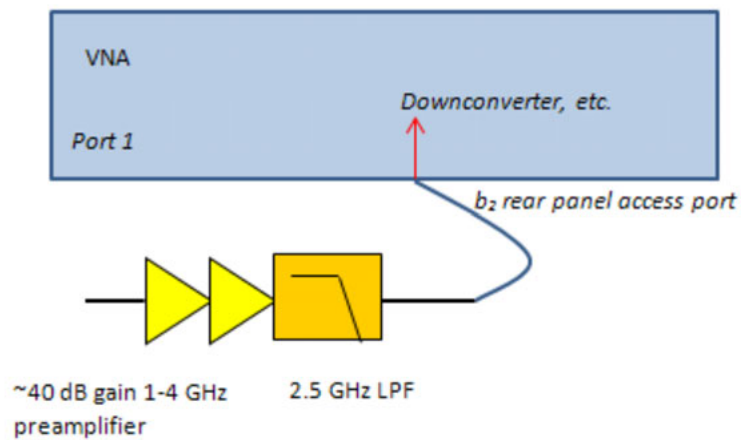 VNA
Downconverter, etc.
Port 1
b₂ rear panel access port
~40 dB gain 1-4 GHz
preamplifier
2.5 GHz LPF